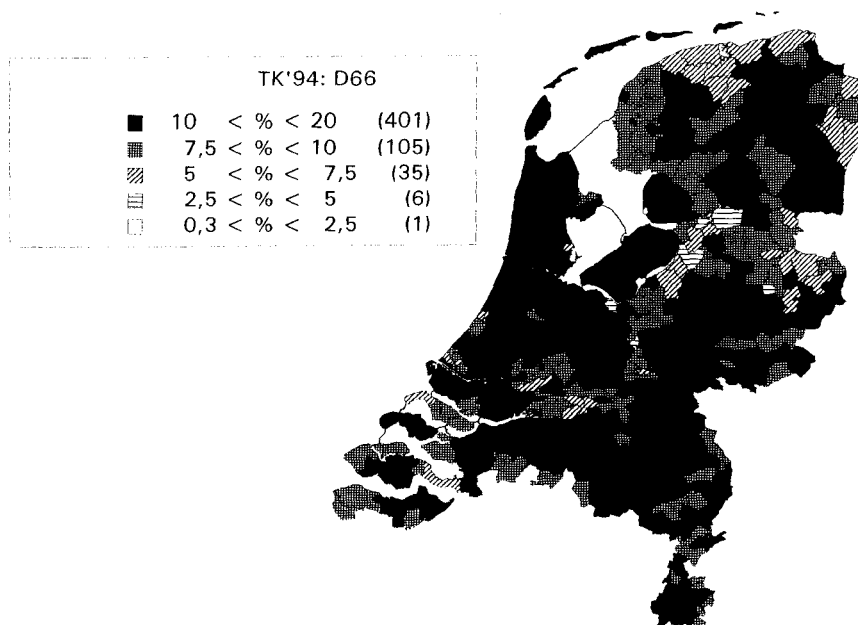 TK'94: D66
10 < % < 20 (401)
7,5 < % < 10 (105)
5 < % < 7,5 (35)
2,5 < % < 5 (6)
0,3 < % < 2,5 (1)